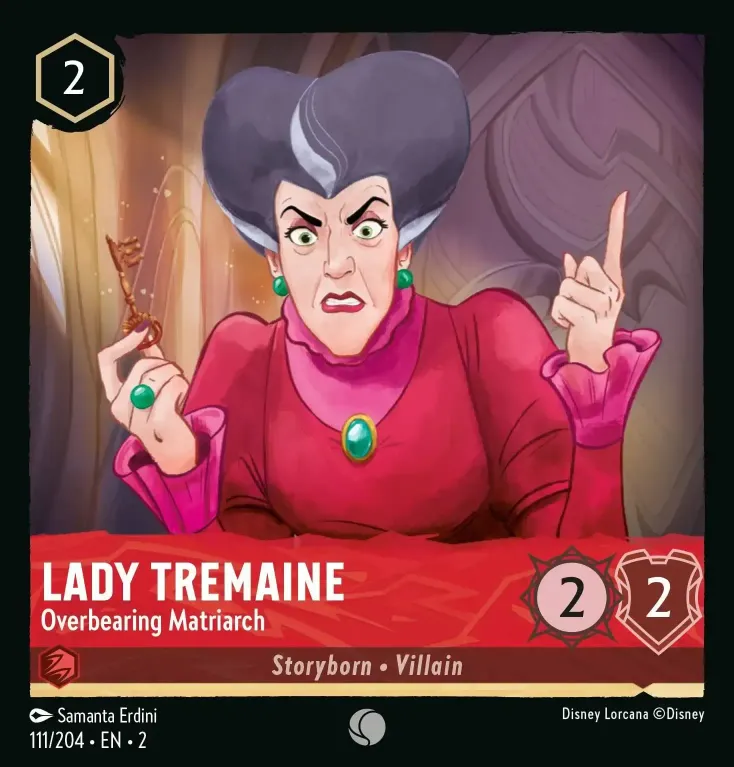 2
LADY TREMAINE
Overbearing Matriarch
2 2
Storyborn • Villain
Samanta Erdini
Disney Lorcana ©Disney
111/204 • EN • 2